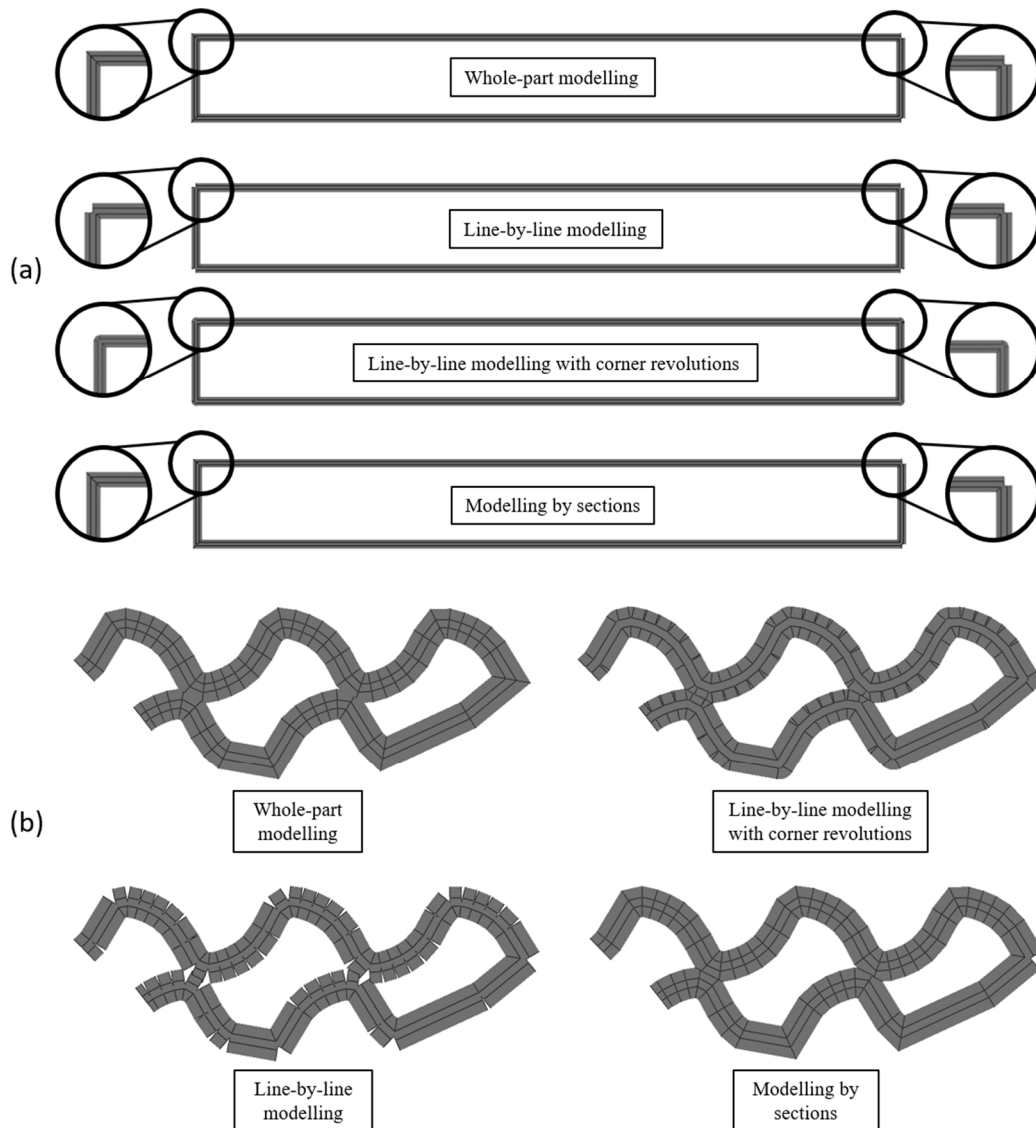 Whole-part modelling
(a)
Line-by-line modelling
Line-by-line modelling with corner revolutions
Modelling by sections
(b)
Whole-part
modelling
Line-by-line modelling
with corner revolutions
Line-by-line
modelling
Modelling by
sections